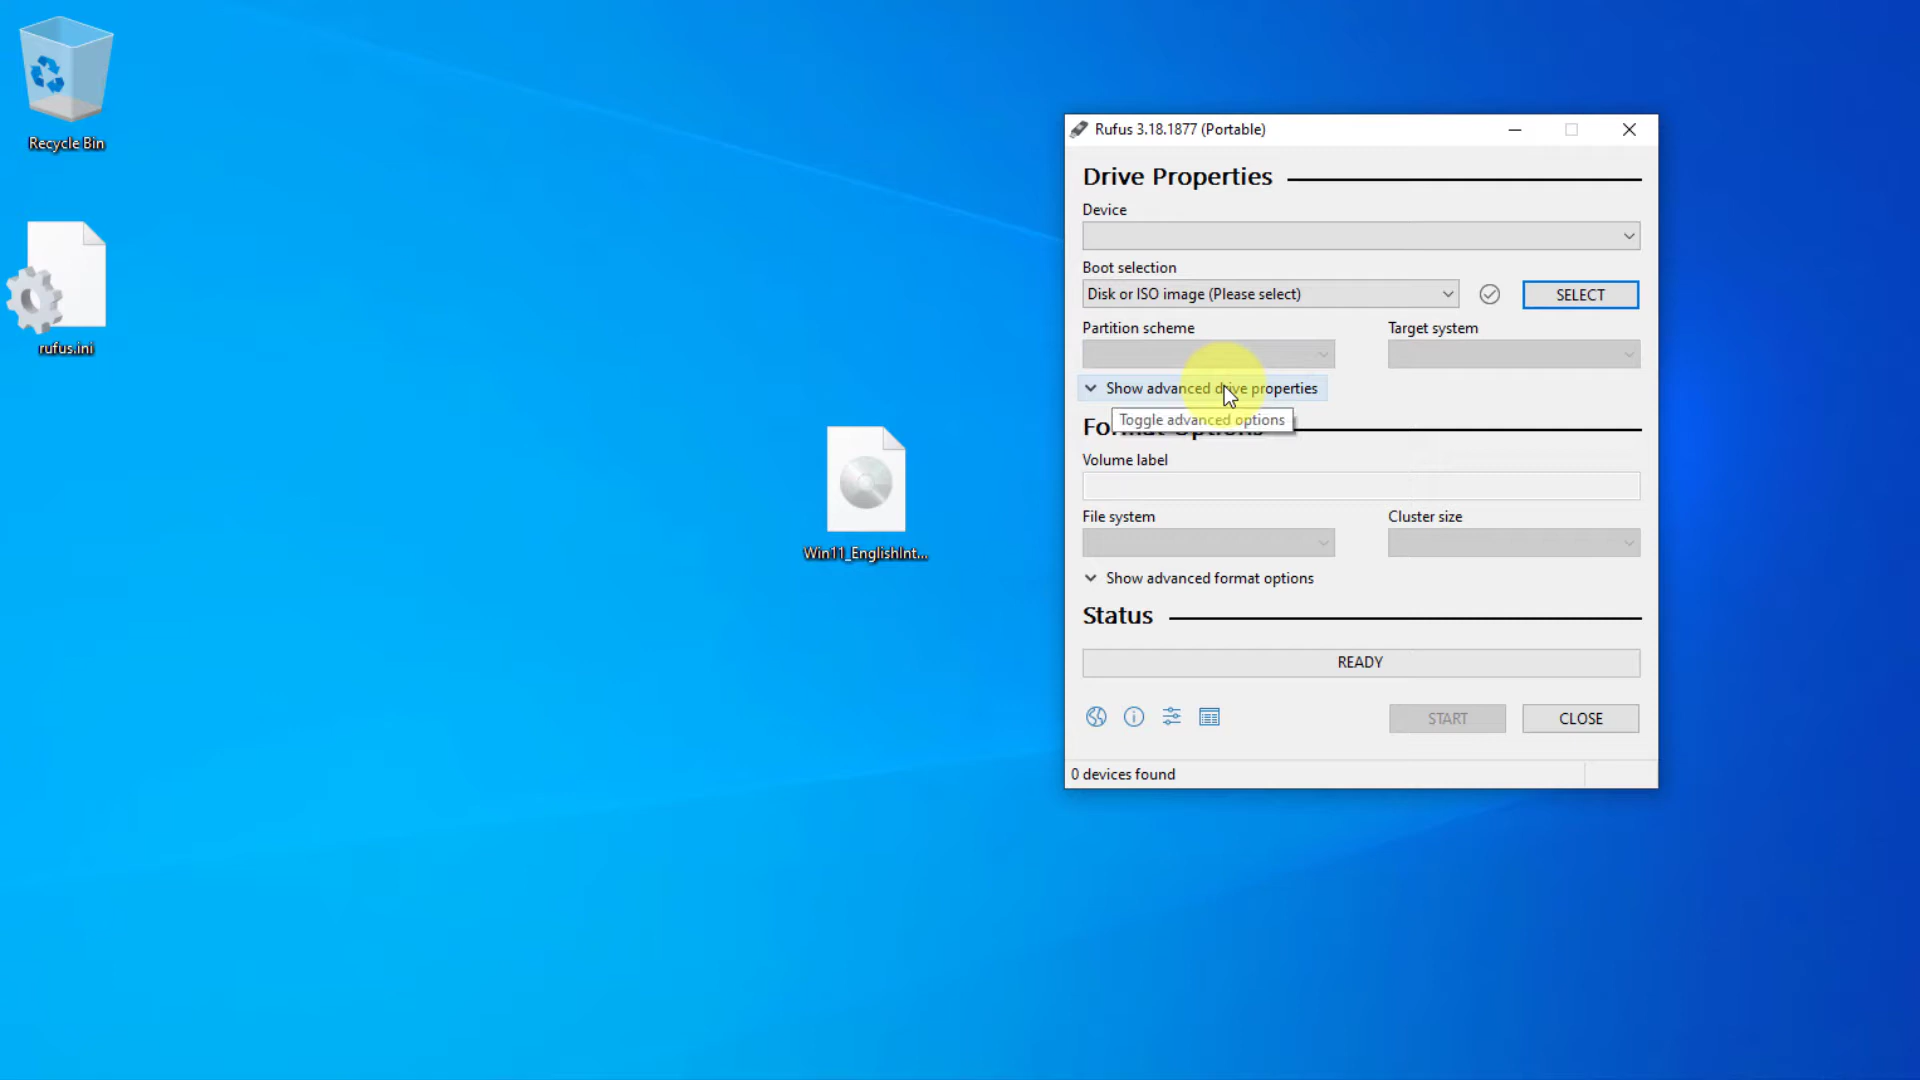 Recycle Bin
rufus.ini
Win11_EnglishInt...
Rufus 3.18.1877 (Portable)
Drive Properties
Device
Boot selection
Disk or ISO image (Please select)
SELECT
Partition scheme
Target system
Show advanced drive properties
Toggle advanced options
Format Options
Volume label
File system
Cluster size
Show advanced format options
Status
READY
START
CLOSE
0 devices found